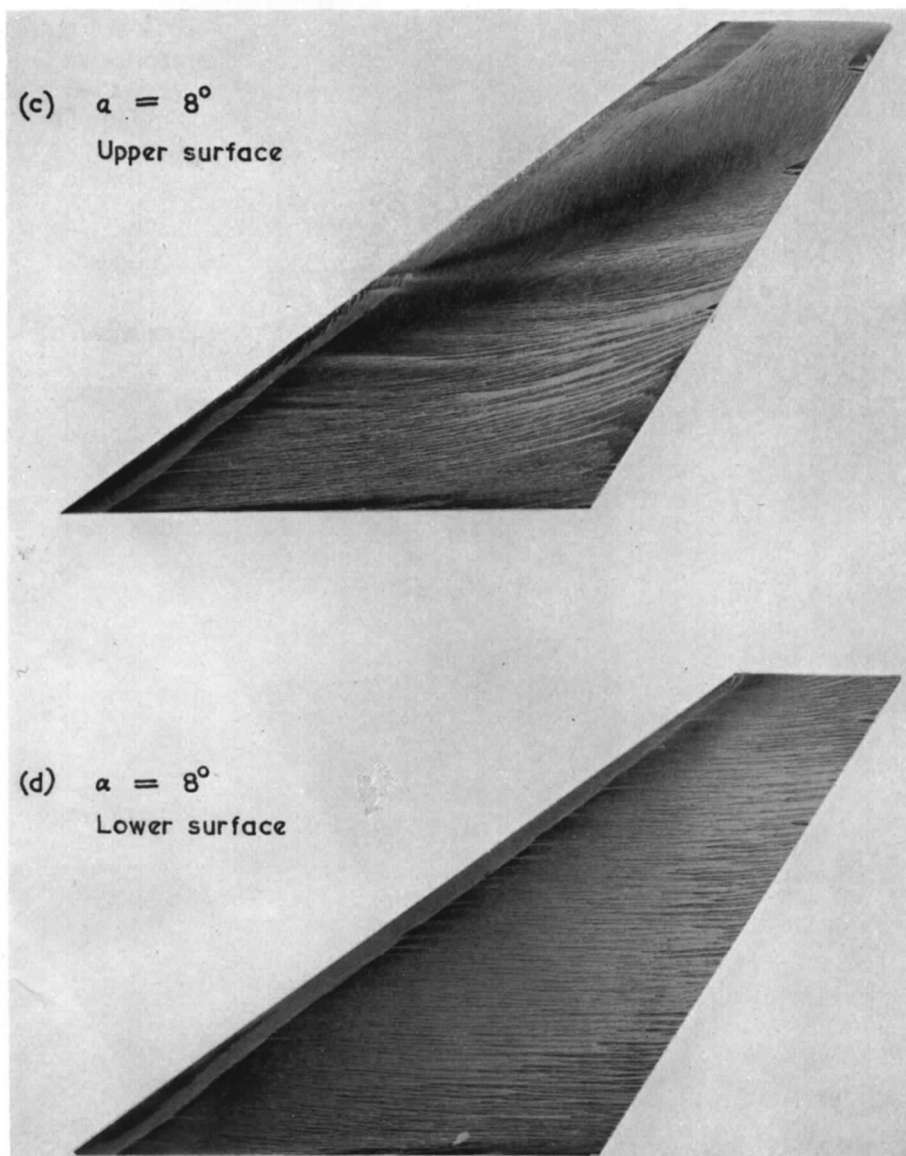 (c) α = 8°
Upper surface
(d) α = 8°
Lower surface